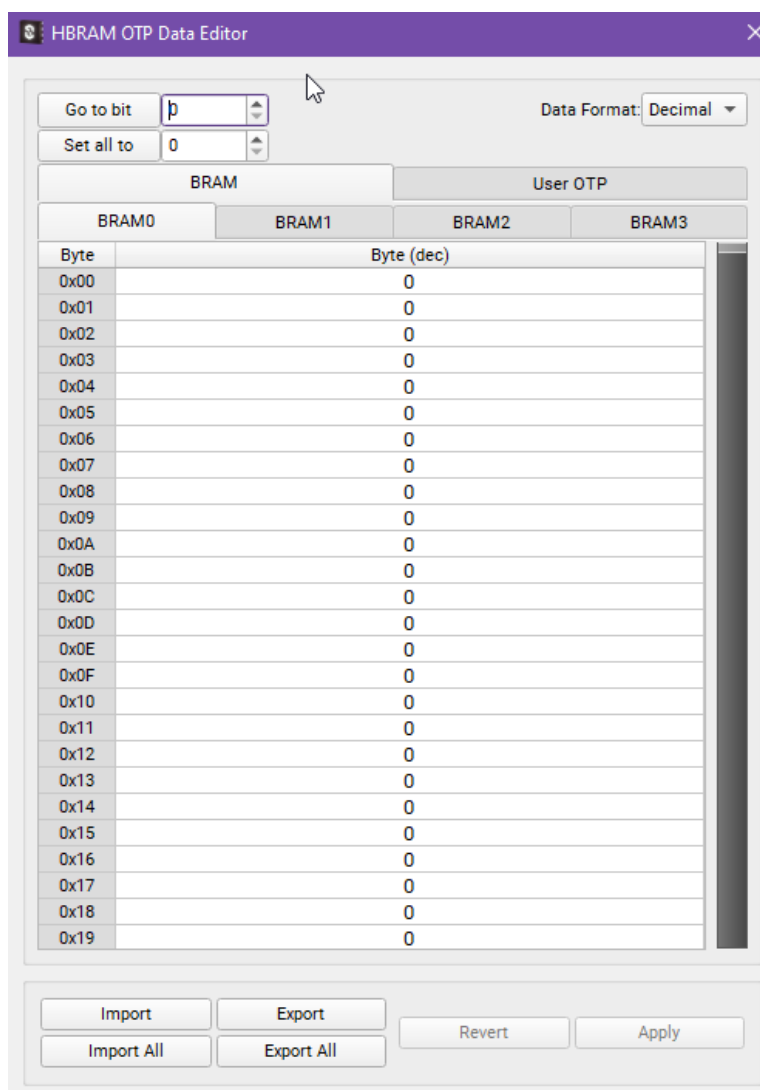 HBRAM OTP Data Editor
Go to bit 0 Data Format: Decimal
Set all to 0
BRAM User OTP
BRAM0 BRAM1 BRAM2 BRAM3
Byte Byte (dec)
0x00 0
0x01 0
0x02 0
0x03 0
0x04 0
0x05 0
0x06 0
0x07 0
0x08 0
0x09 0
0x0A 0
0x0B 0
0x0C 0
0x0D 0
0x0E 0
0x0F 0
0x10 0
0x11 0
0x12 0
0x13 0
0x14 0
0x15 0
0x16 0
0x17 0
0x18 0
0x19 0
Import Export Revert Apply
Import All Export All